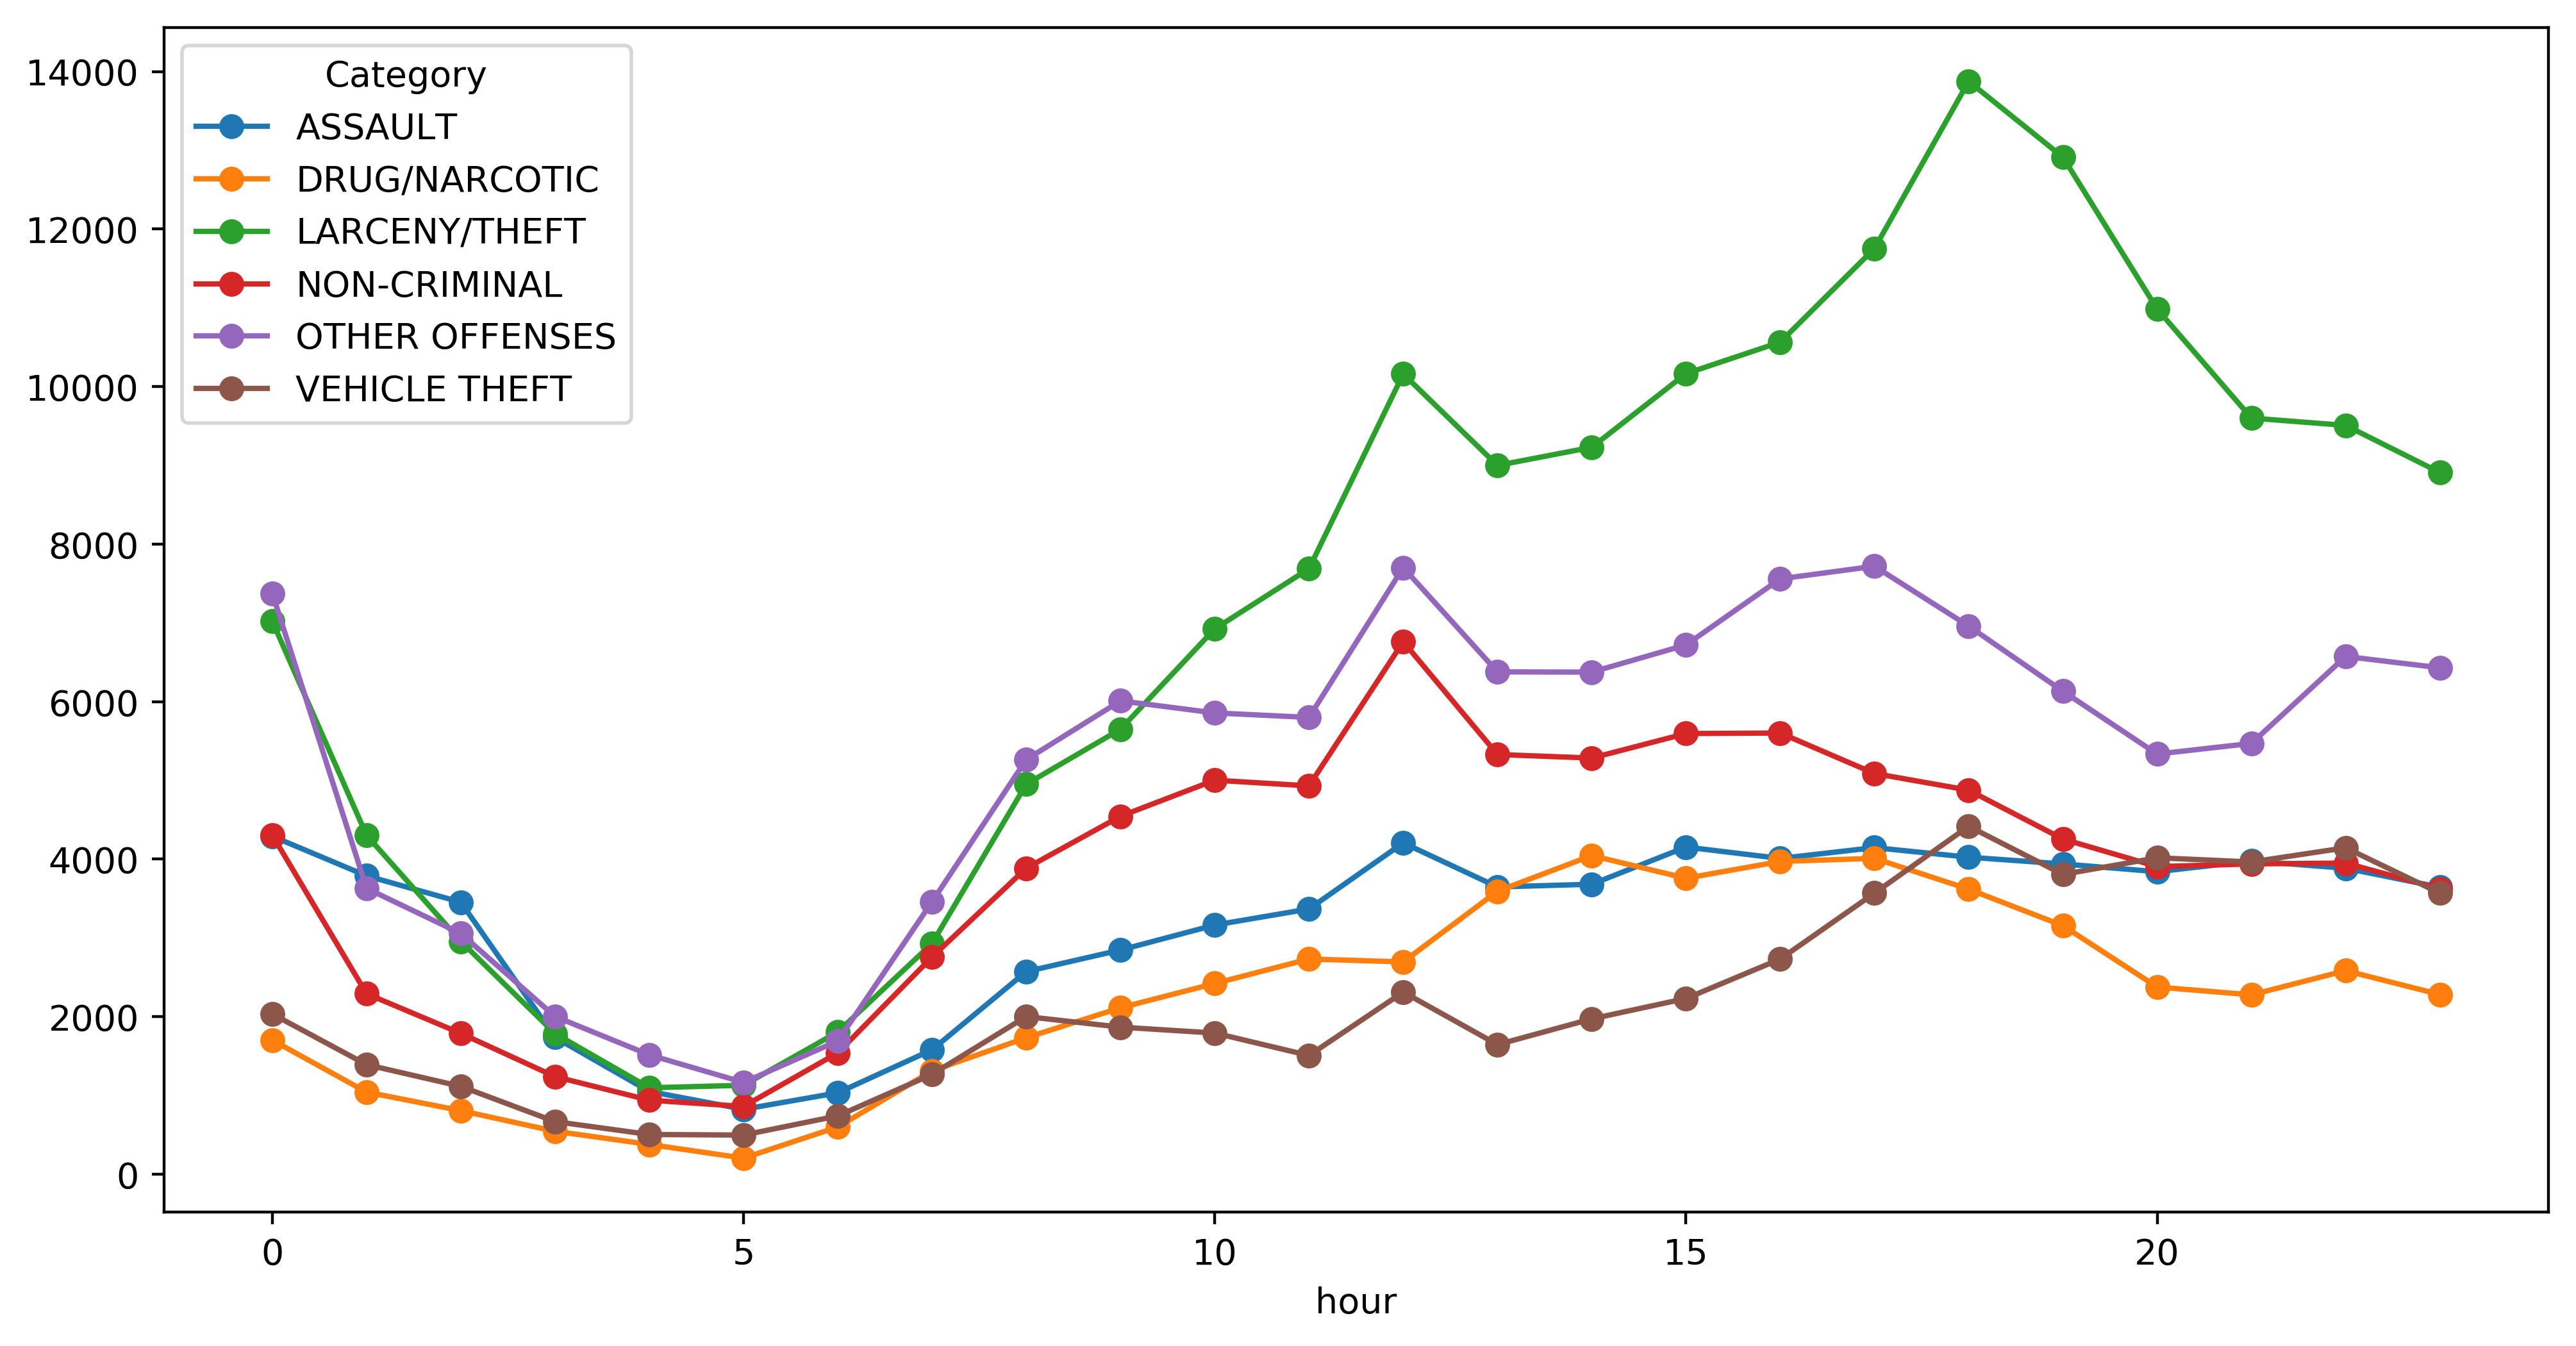 Category
ASSAULT
DRUG/NARCOTIC
LARCENY/THEFT
NON-CRIMINAL
OTHER OFFENSES
VEHICLE THEFT
14000
12000
10000
8000
6000
4000
2000
0
0 5 10 15 20
hour